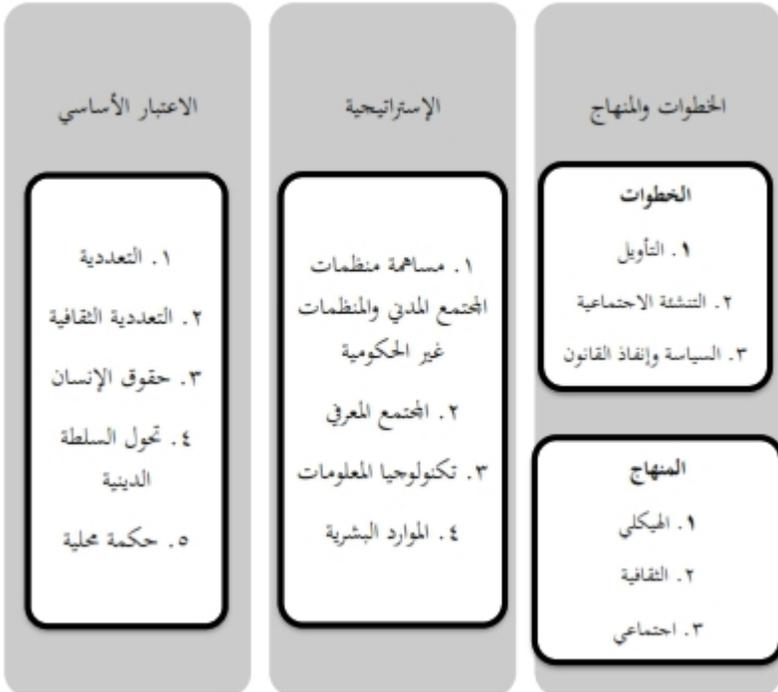 الخطوات والمنهاج
الخطوات
١. التأويل
٢. التنشئة الاجتماعية
٣. السياسة وإنفاذ القانون
المنهاج
١. الهيكلي
٢. الثقافية
٣. اجتماعي
الإستراتيجية
١. مساهمة منظمات
المجتمع المدني والمنظمات
غير الحكومية
٢. المجتمع المعرفي
٣. تكنولوجيا المعلومات
٤. الموارد البشرية
الاعتبار الأساسي
١. التعددية
٢. التعددية الثقافية
٣. حقوق الإنسان
٤. تحول السلطة
الدينية
٥. حكمة محلية